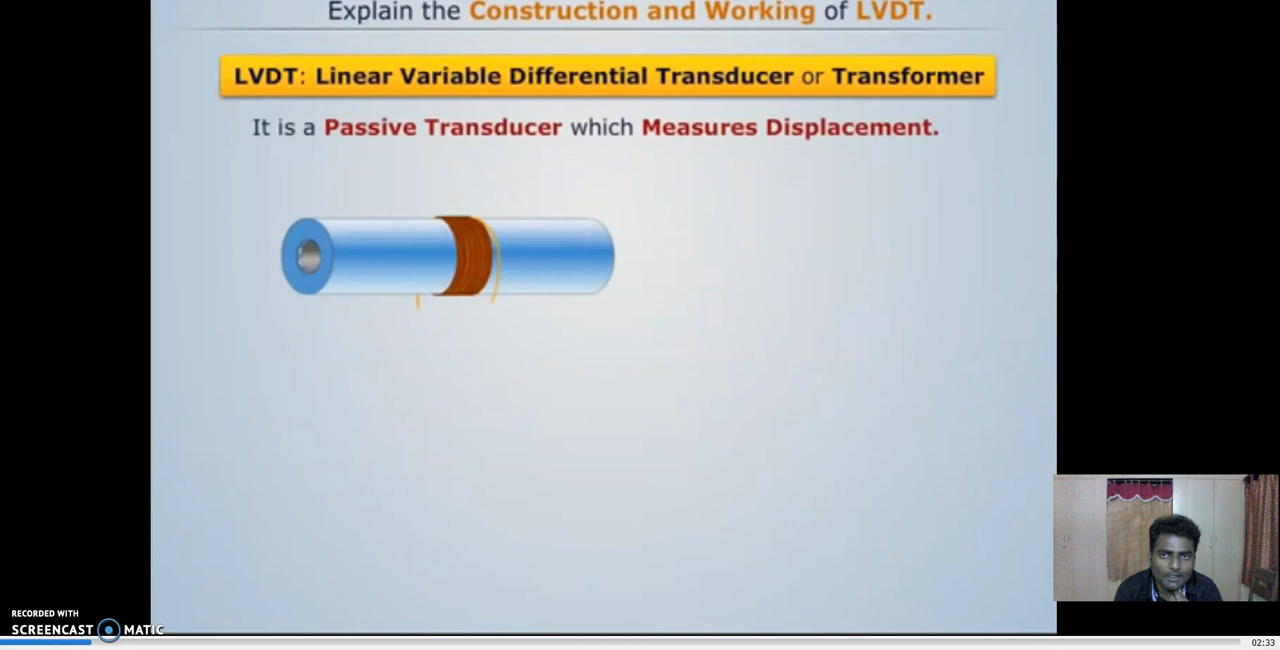 Explain the Construction and Working of LVDT.
LVDT: Linear Variable Differential Transducer or Transformer
It is a Passive Transducer which Measures Displacement.
RECORDED WITH
SCREENCAST MATIC
02:33